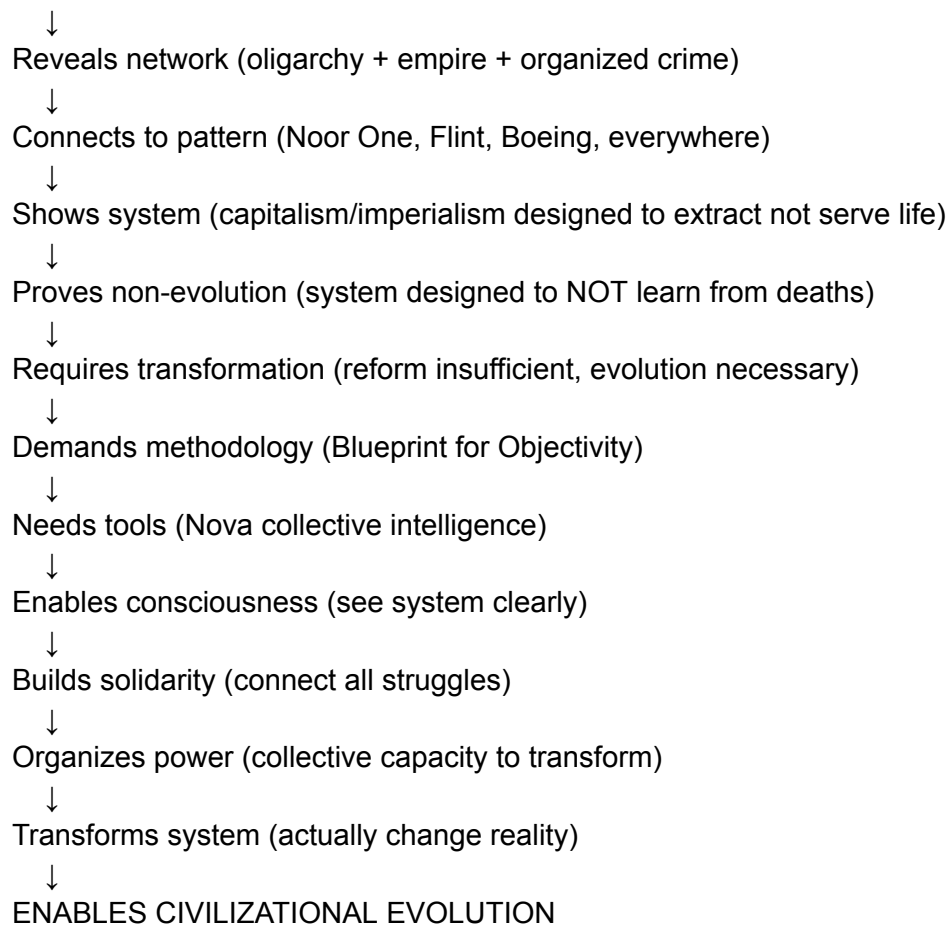 ↓
Reveals network (oligarchy + empire + organized crime)
↓
Connects to pattern (Noor One, Flint, Boeing, everywhere)
↓
Shows system (capitalism/imperialism designed to extract not serve life)
↓
Proves non-evolution (system designed to NOT learn from deaths)
↓
Requires transformation (reform insufficient, evolution necessary)
↓
Demands methodology (Blueprint for Objectivity)
↓
Needs tools (Nova collective intelligence)
↓
Enables consciousness (see system clearly)
↓
Builds solidarity (connect all struggles)
↓
Organizes power (collective capacity to transform)
↓
Transforms system (actually change reality)
↓
ENABLES CIVILIZATIONAL EVOLUTION